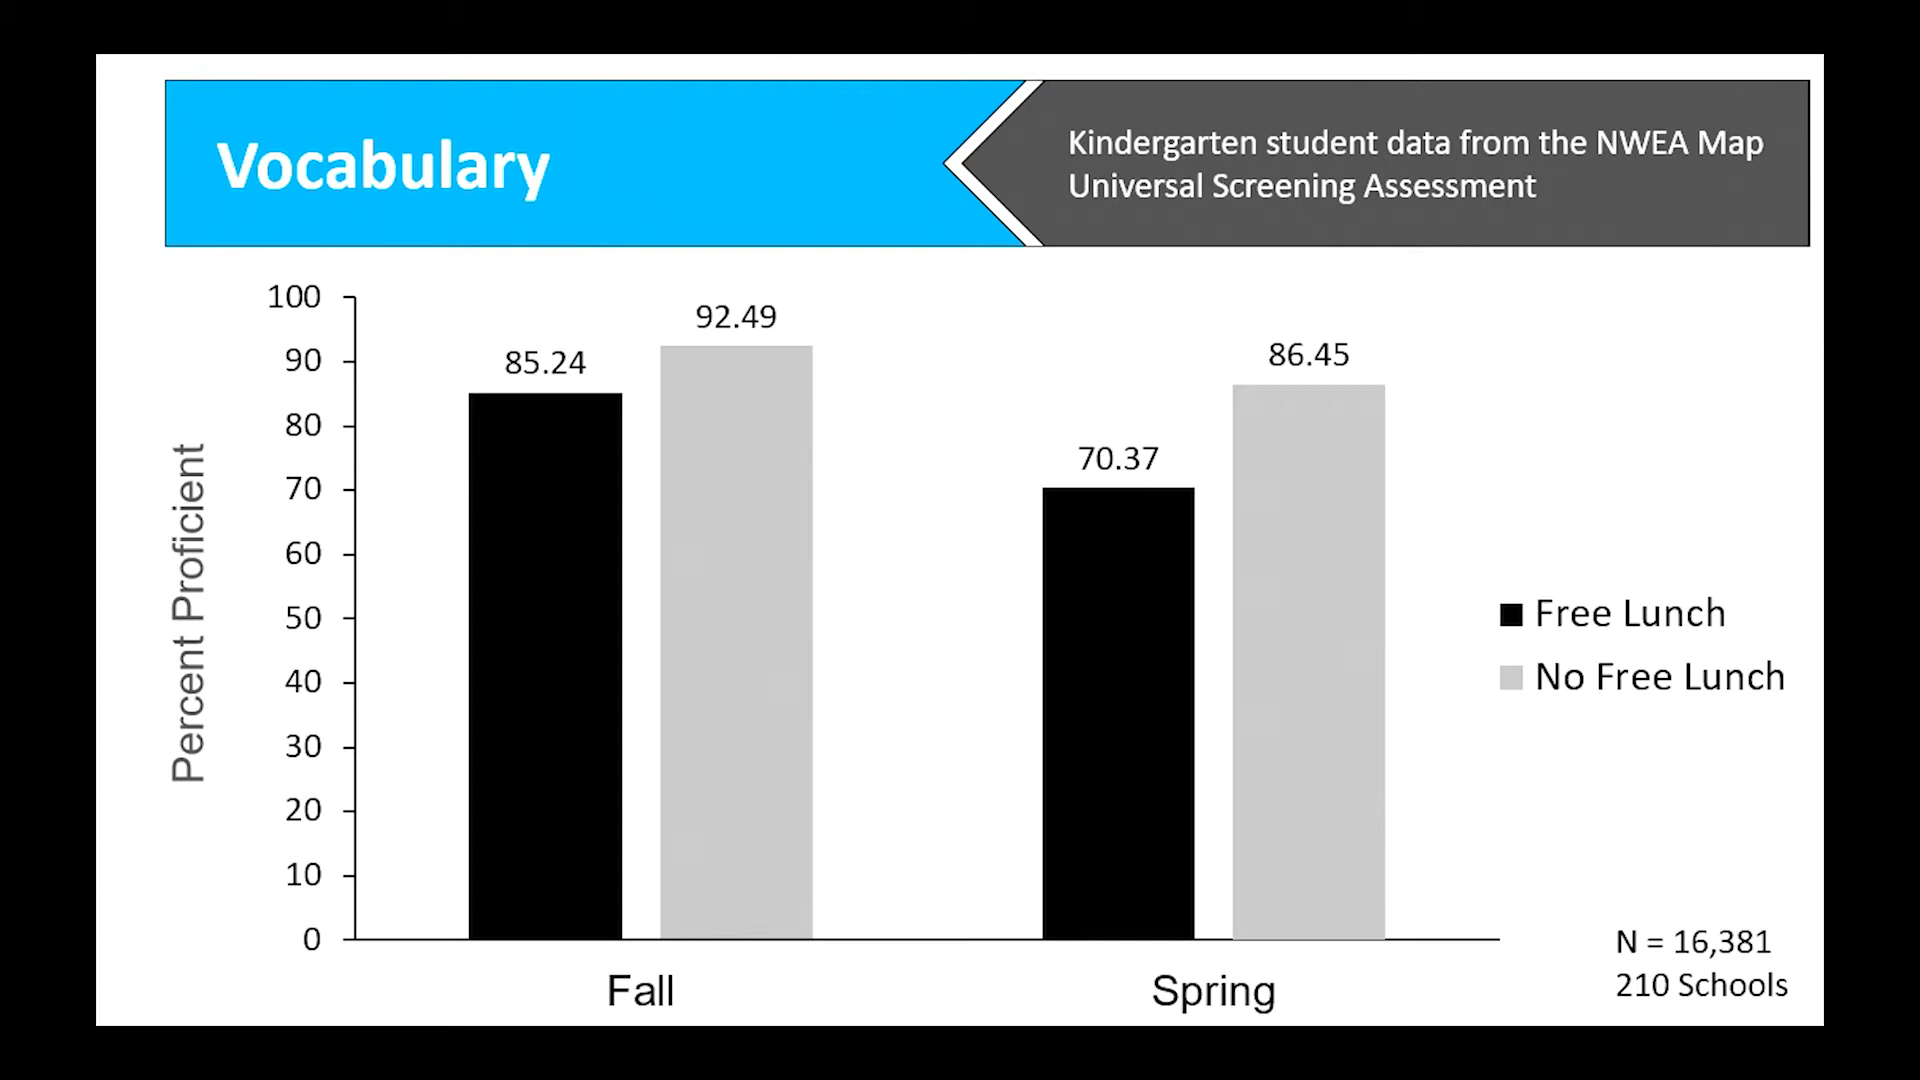 Vocabulary
Kindergarten student data from the NWEA Map
Universal Screening Assessment
Percent Proficient
100
90
80
70
60
50
40
30
20
10
0
85.24
92.49
70.37
86.45
Fall
Spring
Free Lunch
No Free Lunch
N = 16,381
210 Schools